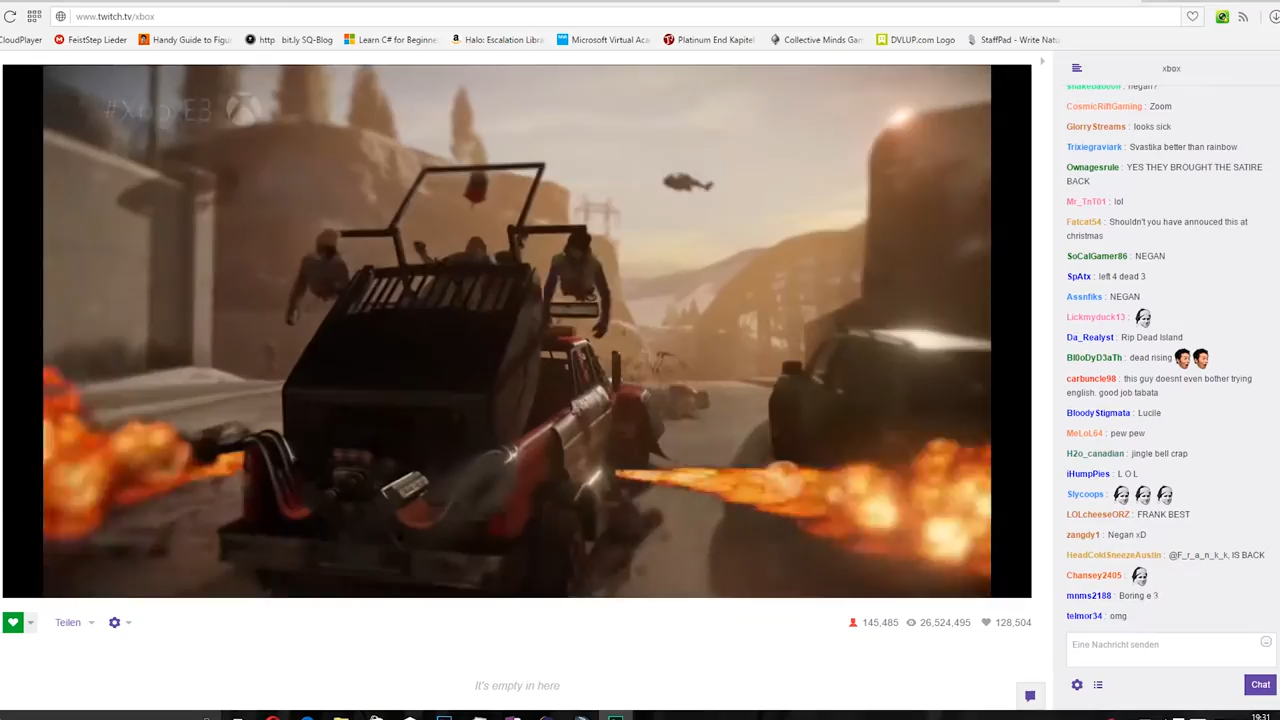 www.twitch.tv/xbox
CloudPlayer FeistStep Lieder Handy Guide to Figu http bit.ly SQ-Blog Learn C# for Beginne Halo: Escalation Libra Microsoft Virtual Aca Platinum End Kapitel Collective Minds Gam DVLUP.com Logo StaffPad - Write Natu
#XboxE3
xbox
snakebaboon : negan?
CosmicRiftGaming : Zoom
GlorryStreams : looks sick
Trixiegraviark : Svastika better than rainbow
Ownagesrule : YES THEY BROUGHT THE SATIRE
BACK
Mr_TnT01 : lol
Fatcat54 : Shouldn't you have annouced this at
christmas
SoCalGamer86 : NEGAN
SpAtx : left 4 dead 3
Assnfiks : NEGAN
Lickmyduck13 :
Da_Realyst : Rip Dead Island
Bl0oDyD3aTh : dead rising
carbuncle98 : this guy doesnt even bother trying
english. good job tabata
BloodyStigmata : Lucile
MeLoL64 : pew pew
H2o_canadian : jingle bell crap
iHumpPies : L O L
Slycoops :
LOLcheeseORZ : FRANK BEST
zangdy1 : Negan xD
HeadColdSneezeAustin : @F_r_a_n_k_k, IS BACK
Chansey2405 :
mnms2188 : Boring e 3
telmor34 : omg
Teilen
145,485 26,524,495 128,504
Eine Nachricht senden
Chat
It's empty in here
19:31